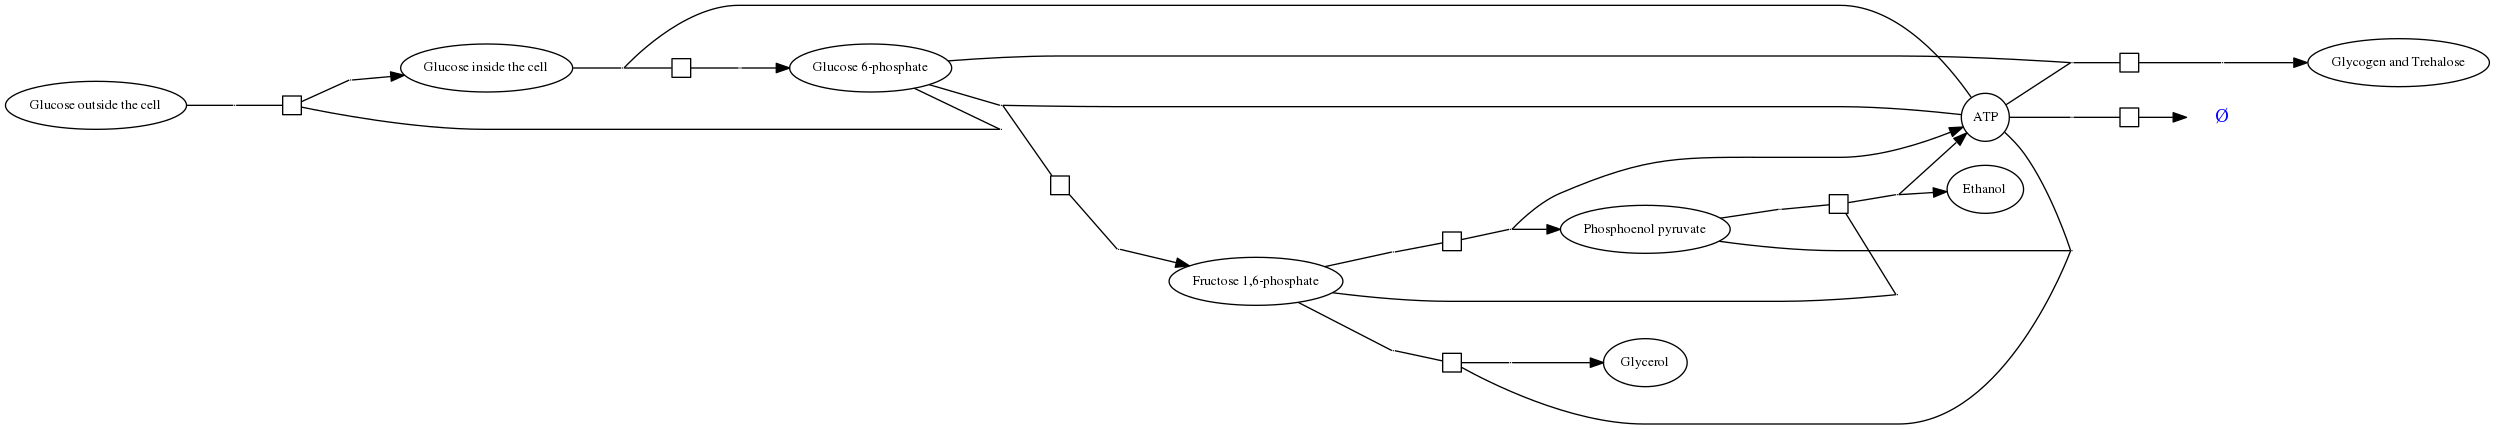 Glucose outside the cell
Glucose inside the cell
Glucose 6-phosphate
Glycogen and Trehalose
ATP
Ø
Ethanol
Phosphoenol pyruvate
Fructose 1,6-phosphate
Glycerol